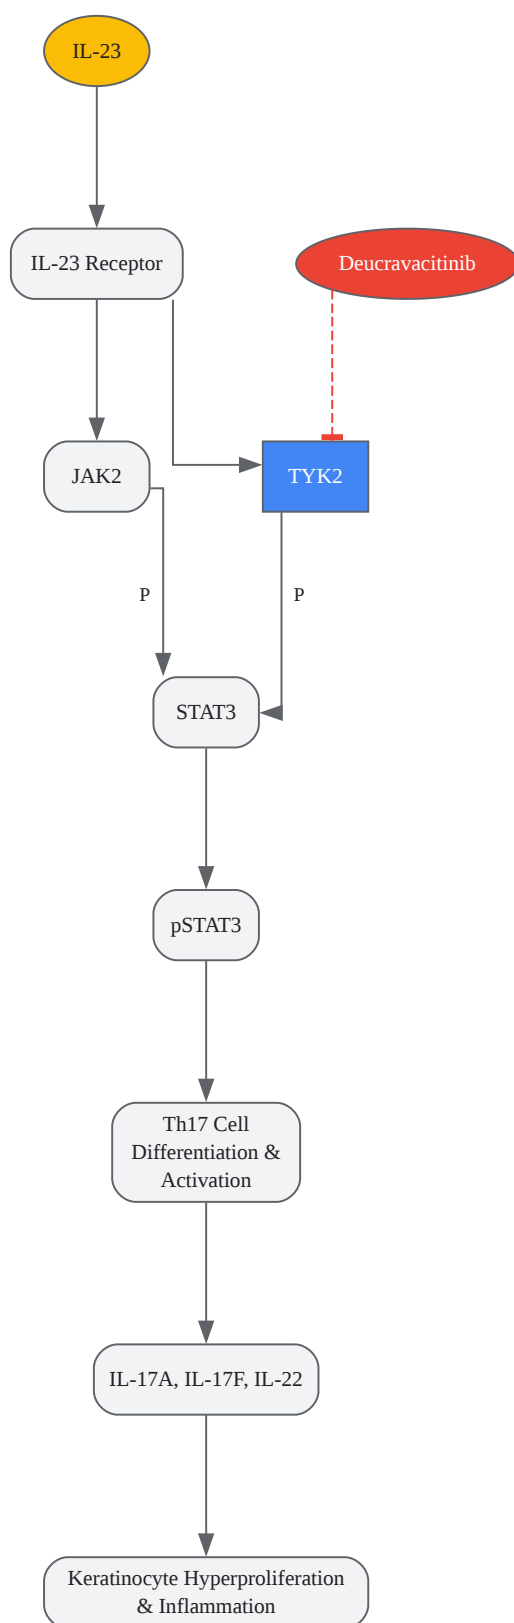 IL-23
IL-23 Receptor
Deucravacitinib
JAK2
TYK2
P
P
STAT3
pSTAT3
Th17 Cell
Differentiation &
Activation
IL-17A, IL-17F, IL-22
Keratinocyte Hyperproliferation
& Inflammation